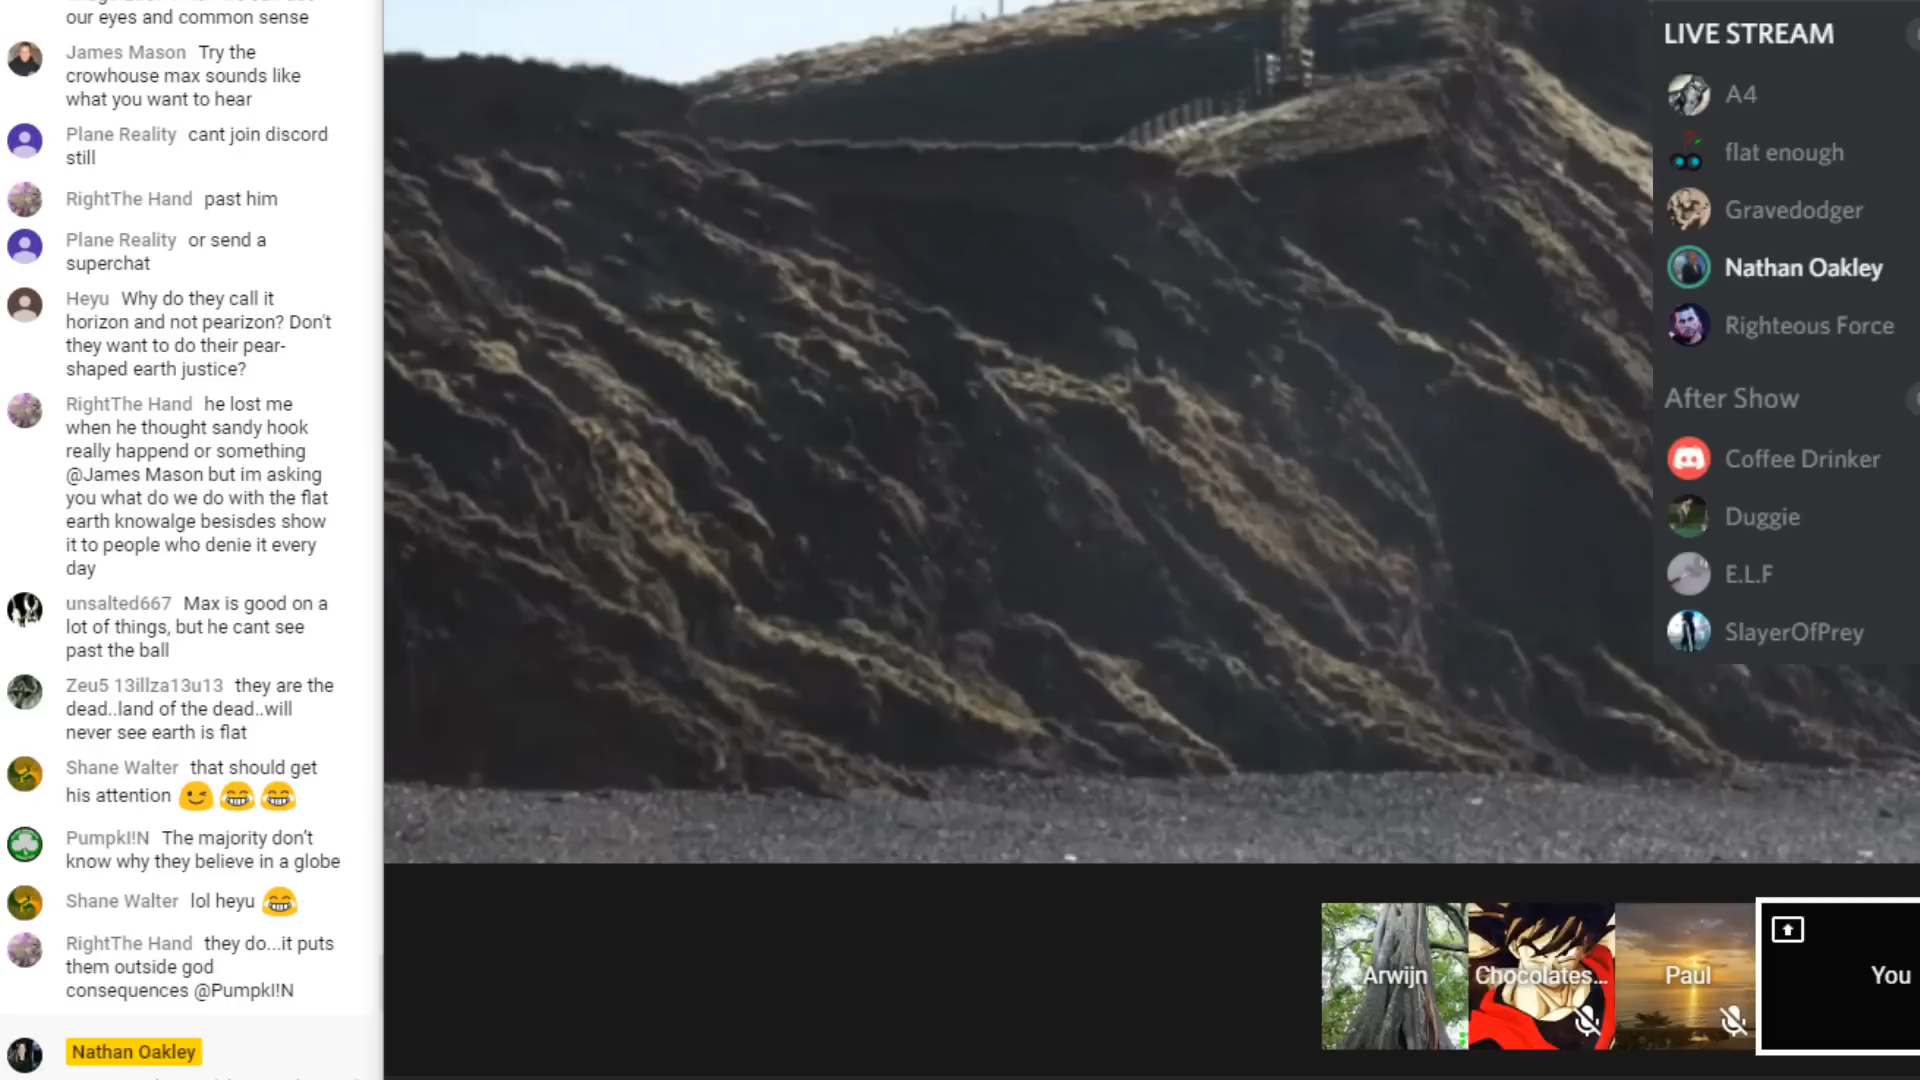 our eyes and common sense
James Mason Try the
crowhouse max sounds like
what you want to hear
Plane Reality cant join discord
still
RightThe Hand past him
Plane Reality or send a
superchat
Heyu Why do they call it
horizon and not pearizon? Don't
they want to do their pear-
shaped earth justice?
RightThe Hand he lost me
when he thought sandy hook
really happend or something
@James Mason but im asking
you what do we do with the flat
earth knowalge besisdes show
it to people who denie it every
day
unsalted667 Max is good on a
lot of things, but he cant see
past the ball
Zeu5 13illza13u13 they are the
dead..land of the dead..will
never see earth is flat
Shane Walter that should get
his attention 😉😂😂
PumpkI!N The majority don't
know why they believe in a globe
Shane Walter lol heyu 😂
RightThe Hand they do...it puts
them outside god
consequences @PumpkI!N
Nathan Oakley
LIVE STREAM
A4
flat enough
Gravedodger
Nathan Oakley
Righteous Force
After Show
Coffee Drinker
Duggie
E.L.F
SlayerOfPrey
Arwijn
Chocolates...
Paul
You